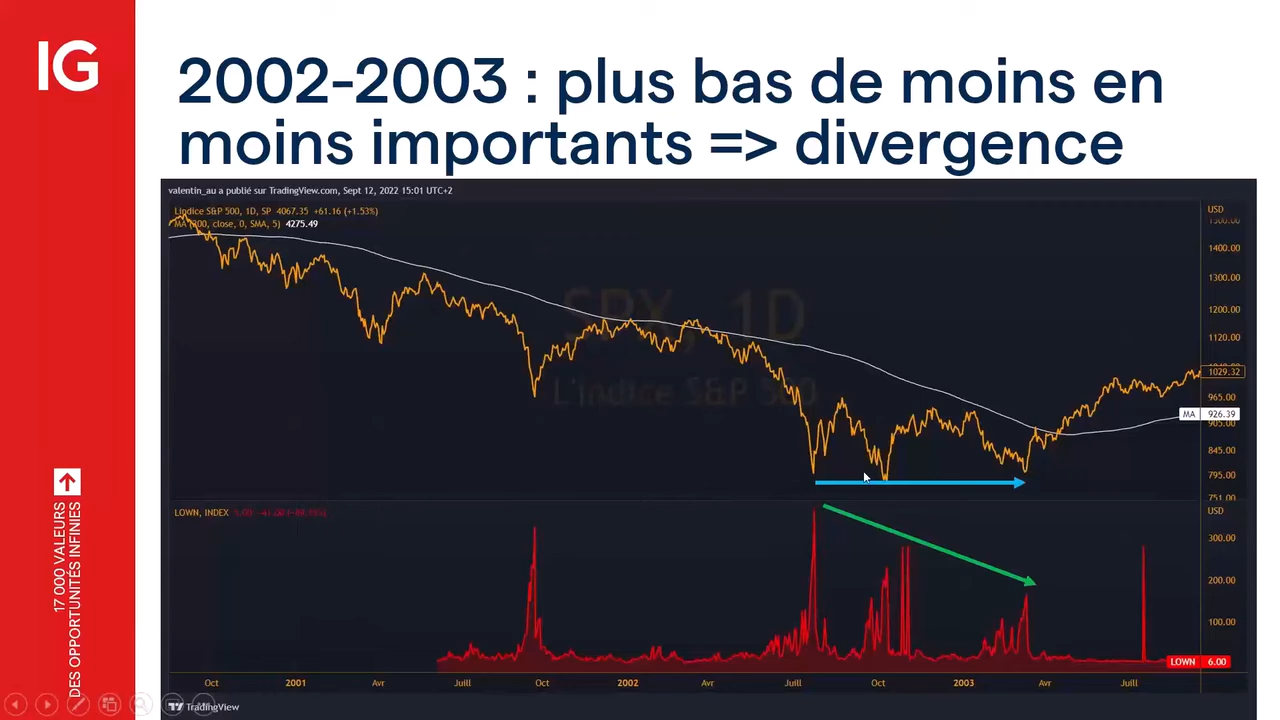 IG
2002-2003 : plus bas de moins en
moins importants => divergence
valentin_au a publié sur TradingView.com, Sept 12, 2022 15:01 UTC+2
L'indice S&P 500, 1D, SP 4067.35 +61.16 (+1.53%)
MA (200, close, 0, SMA, 5) 4275.49
USD
1500.00
1400.00
1300.00
1200.00
1120.00
1029.32
965.00
MA 926.39
905.00
845.00
795.00
751.00
SPX, 1D
L'indice S&P 500
LOWN, INDEX
USD
300.00
200.00
100.00
LOWN 6.00
Oct 2001 Avr Juill Oct 2002 Avr Juill Oct 2003 Avr Juill
TradingView
17 000 VALEURS
DES OPPORTUNITÉS INFINIES